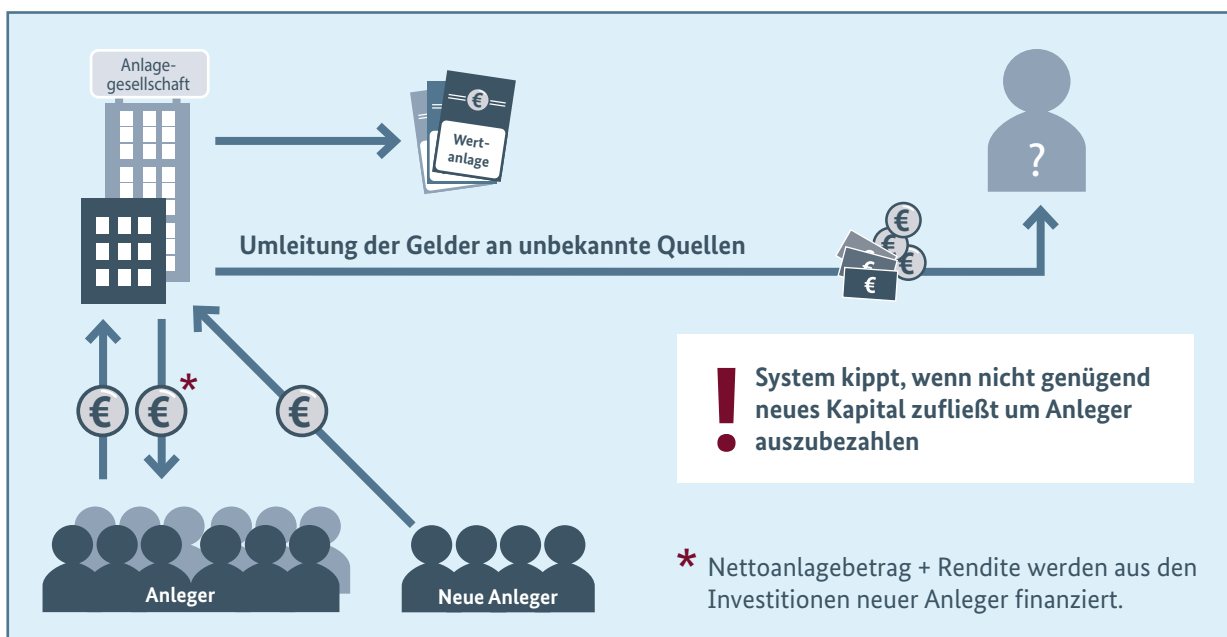 Anlage-
gesellschaft
€
Wert-
anlage
?
Umleitung der Gelder an unbekannte Quellen
€
€
€
€
€
€
€ € * €
! System kippt, wenn nicht genügend
neues Kapital zufließt um Anleger
auszubezahlen
Anleger
Neue Anleger
* Nettoanlagebetrag + Rendite werden aus den
Investitionen neuer Anleger finanziert.